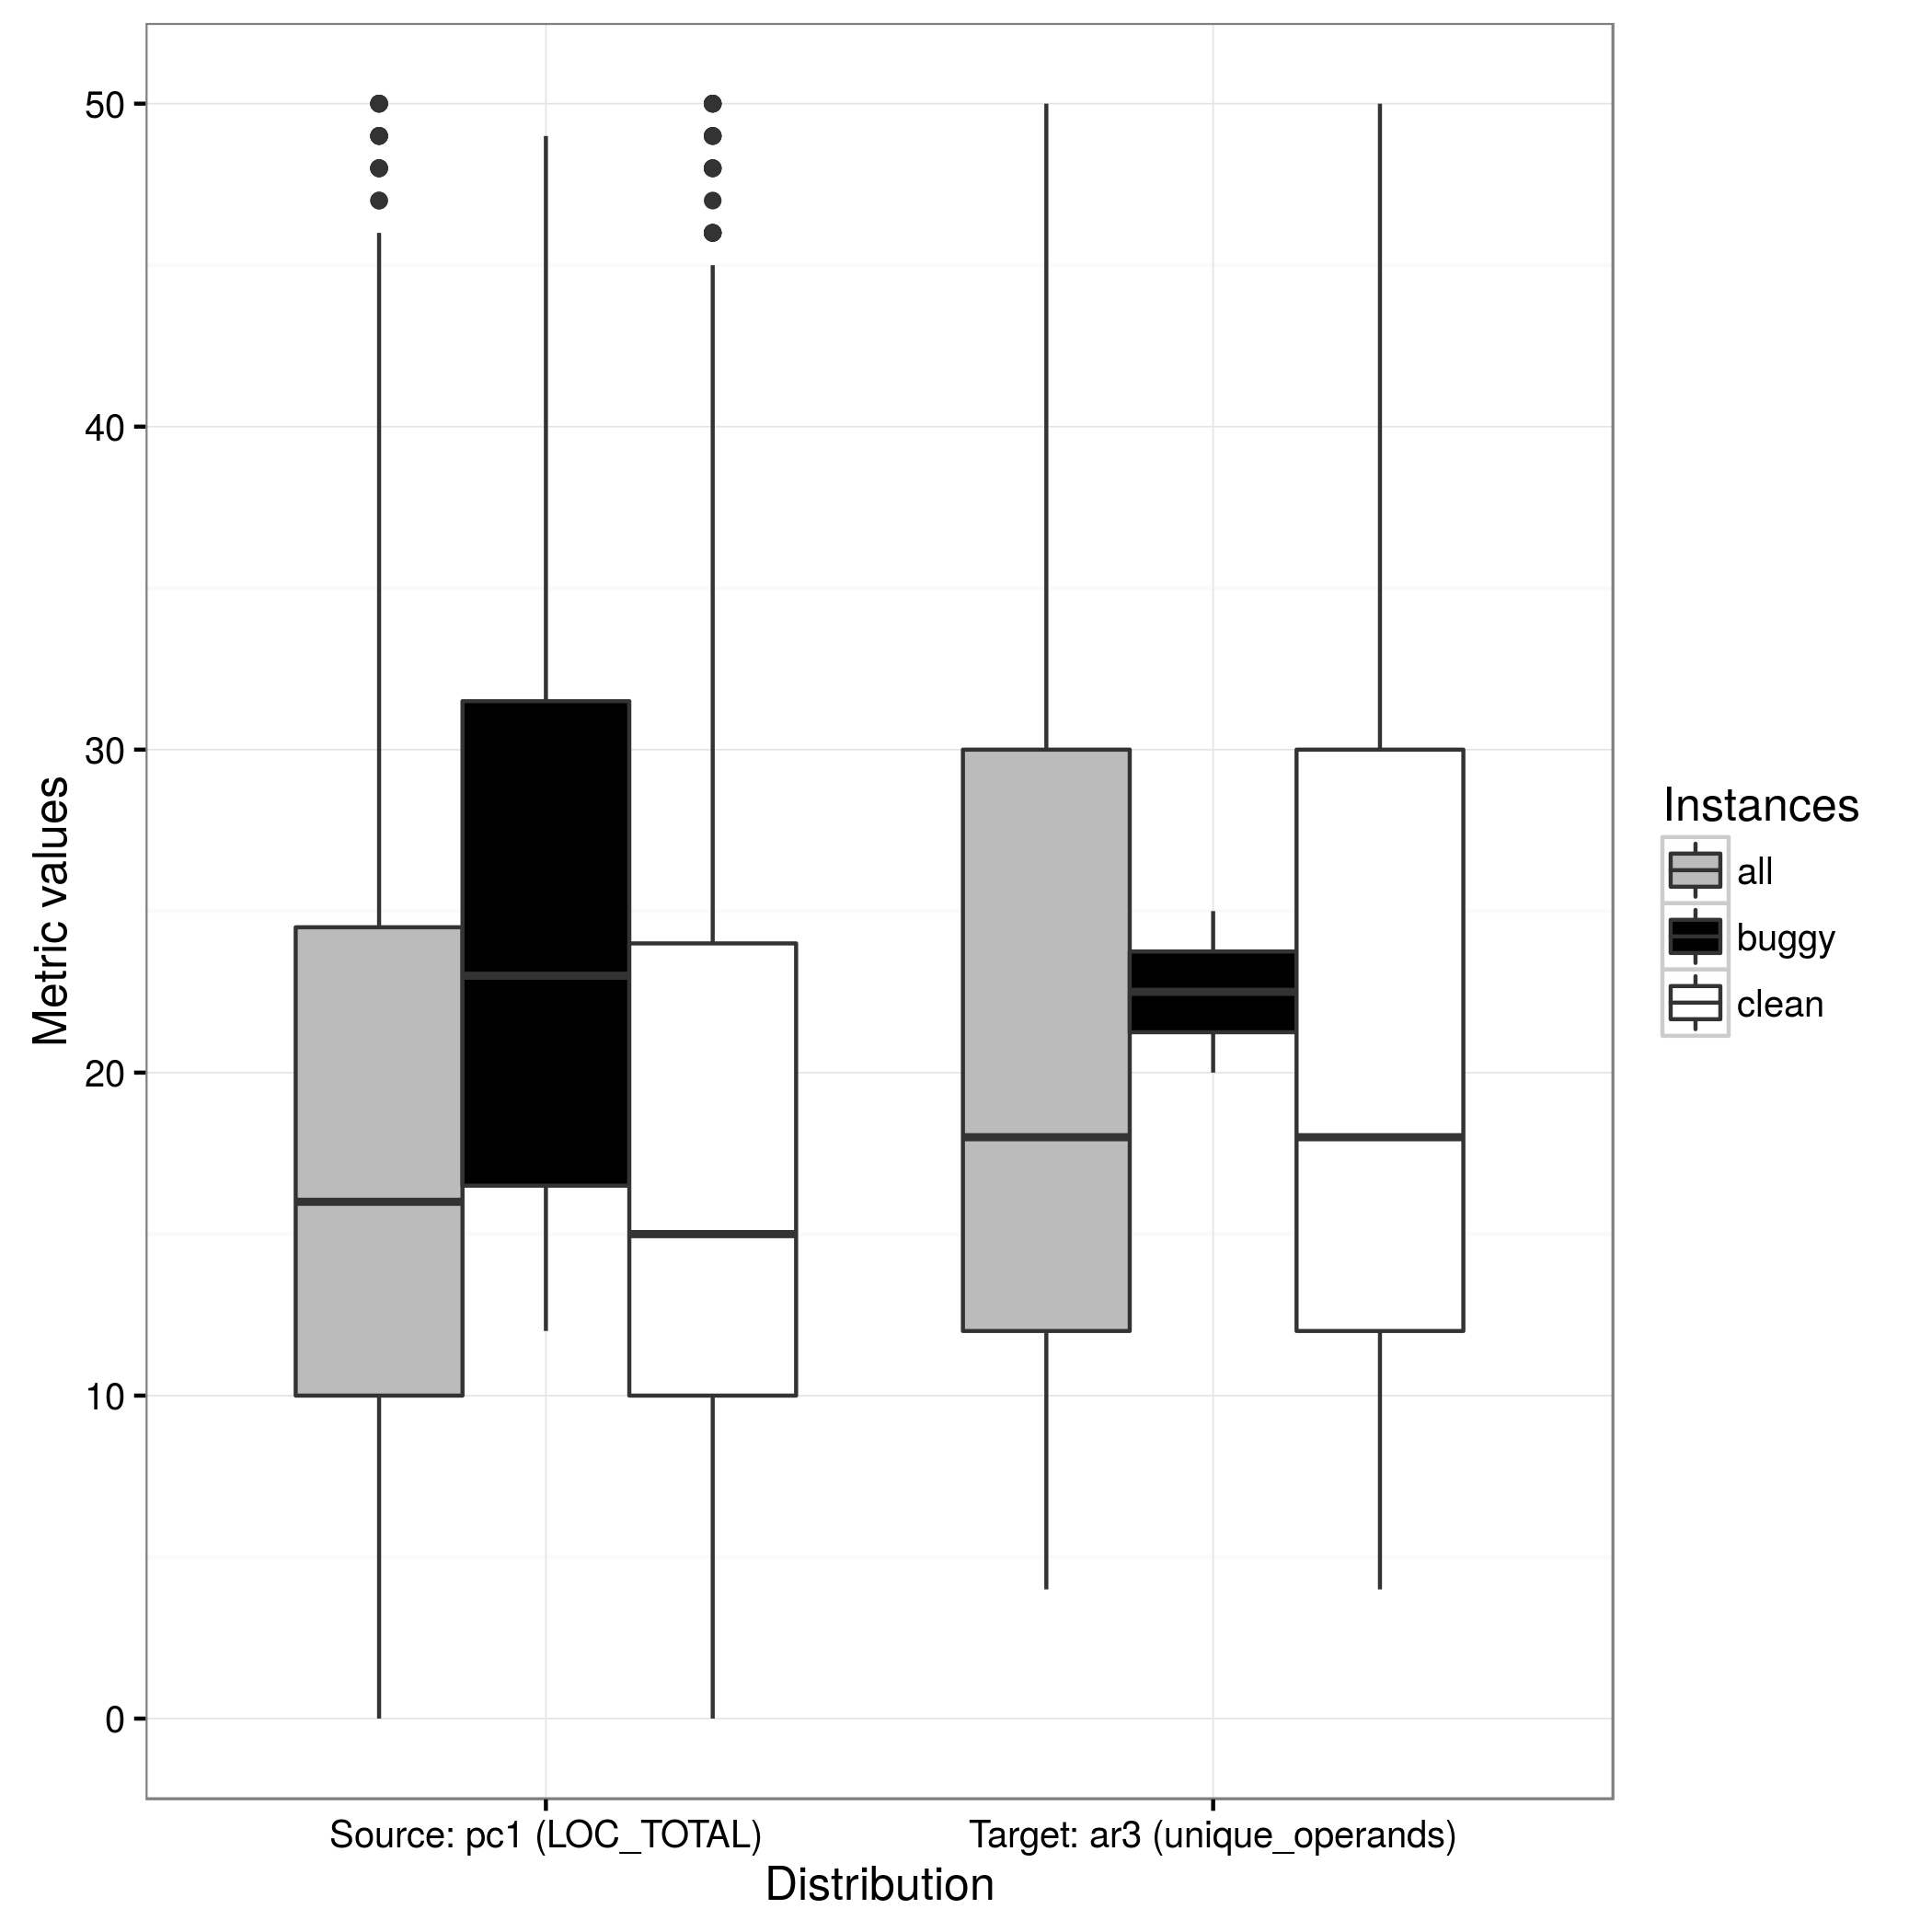 50
40
30
20
10
0
Metric values
Source: pc1 (LOC_TOTAL)
Target: ar3 (unique_operands)
Distribution
Instances
all
buggy
clean